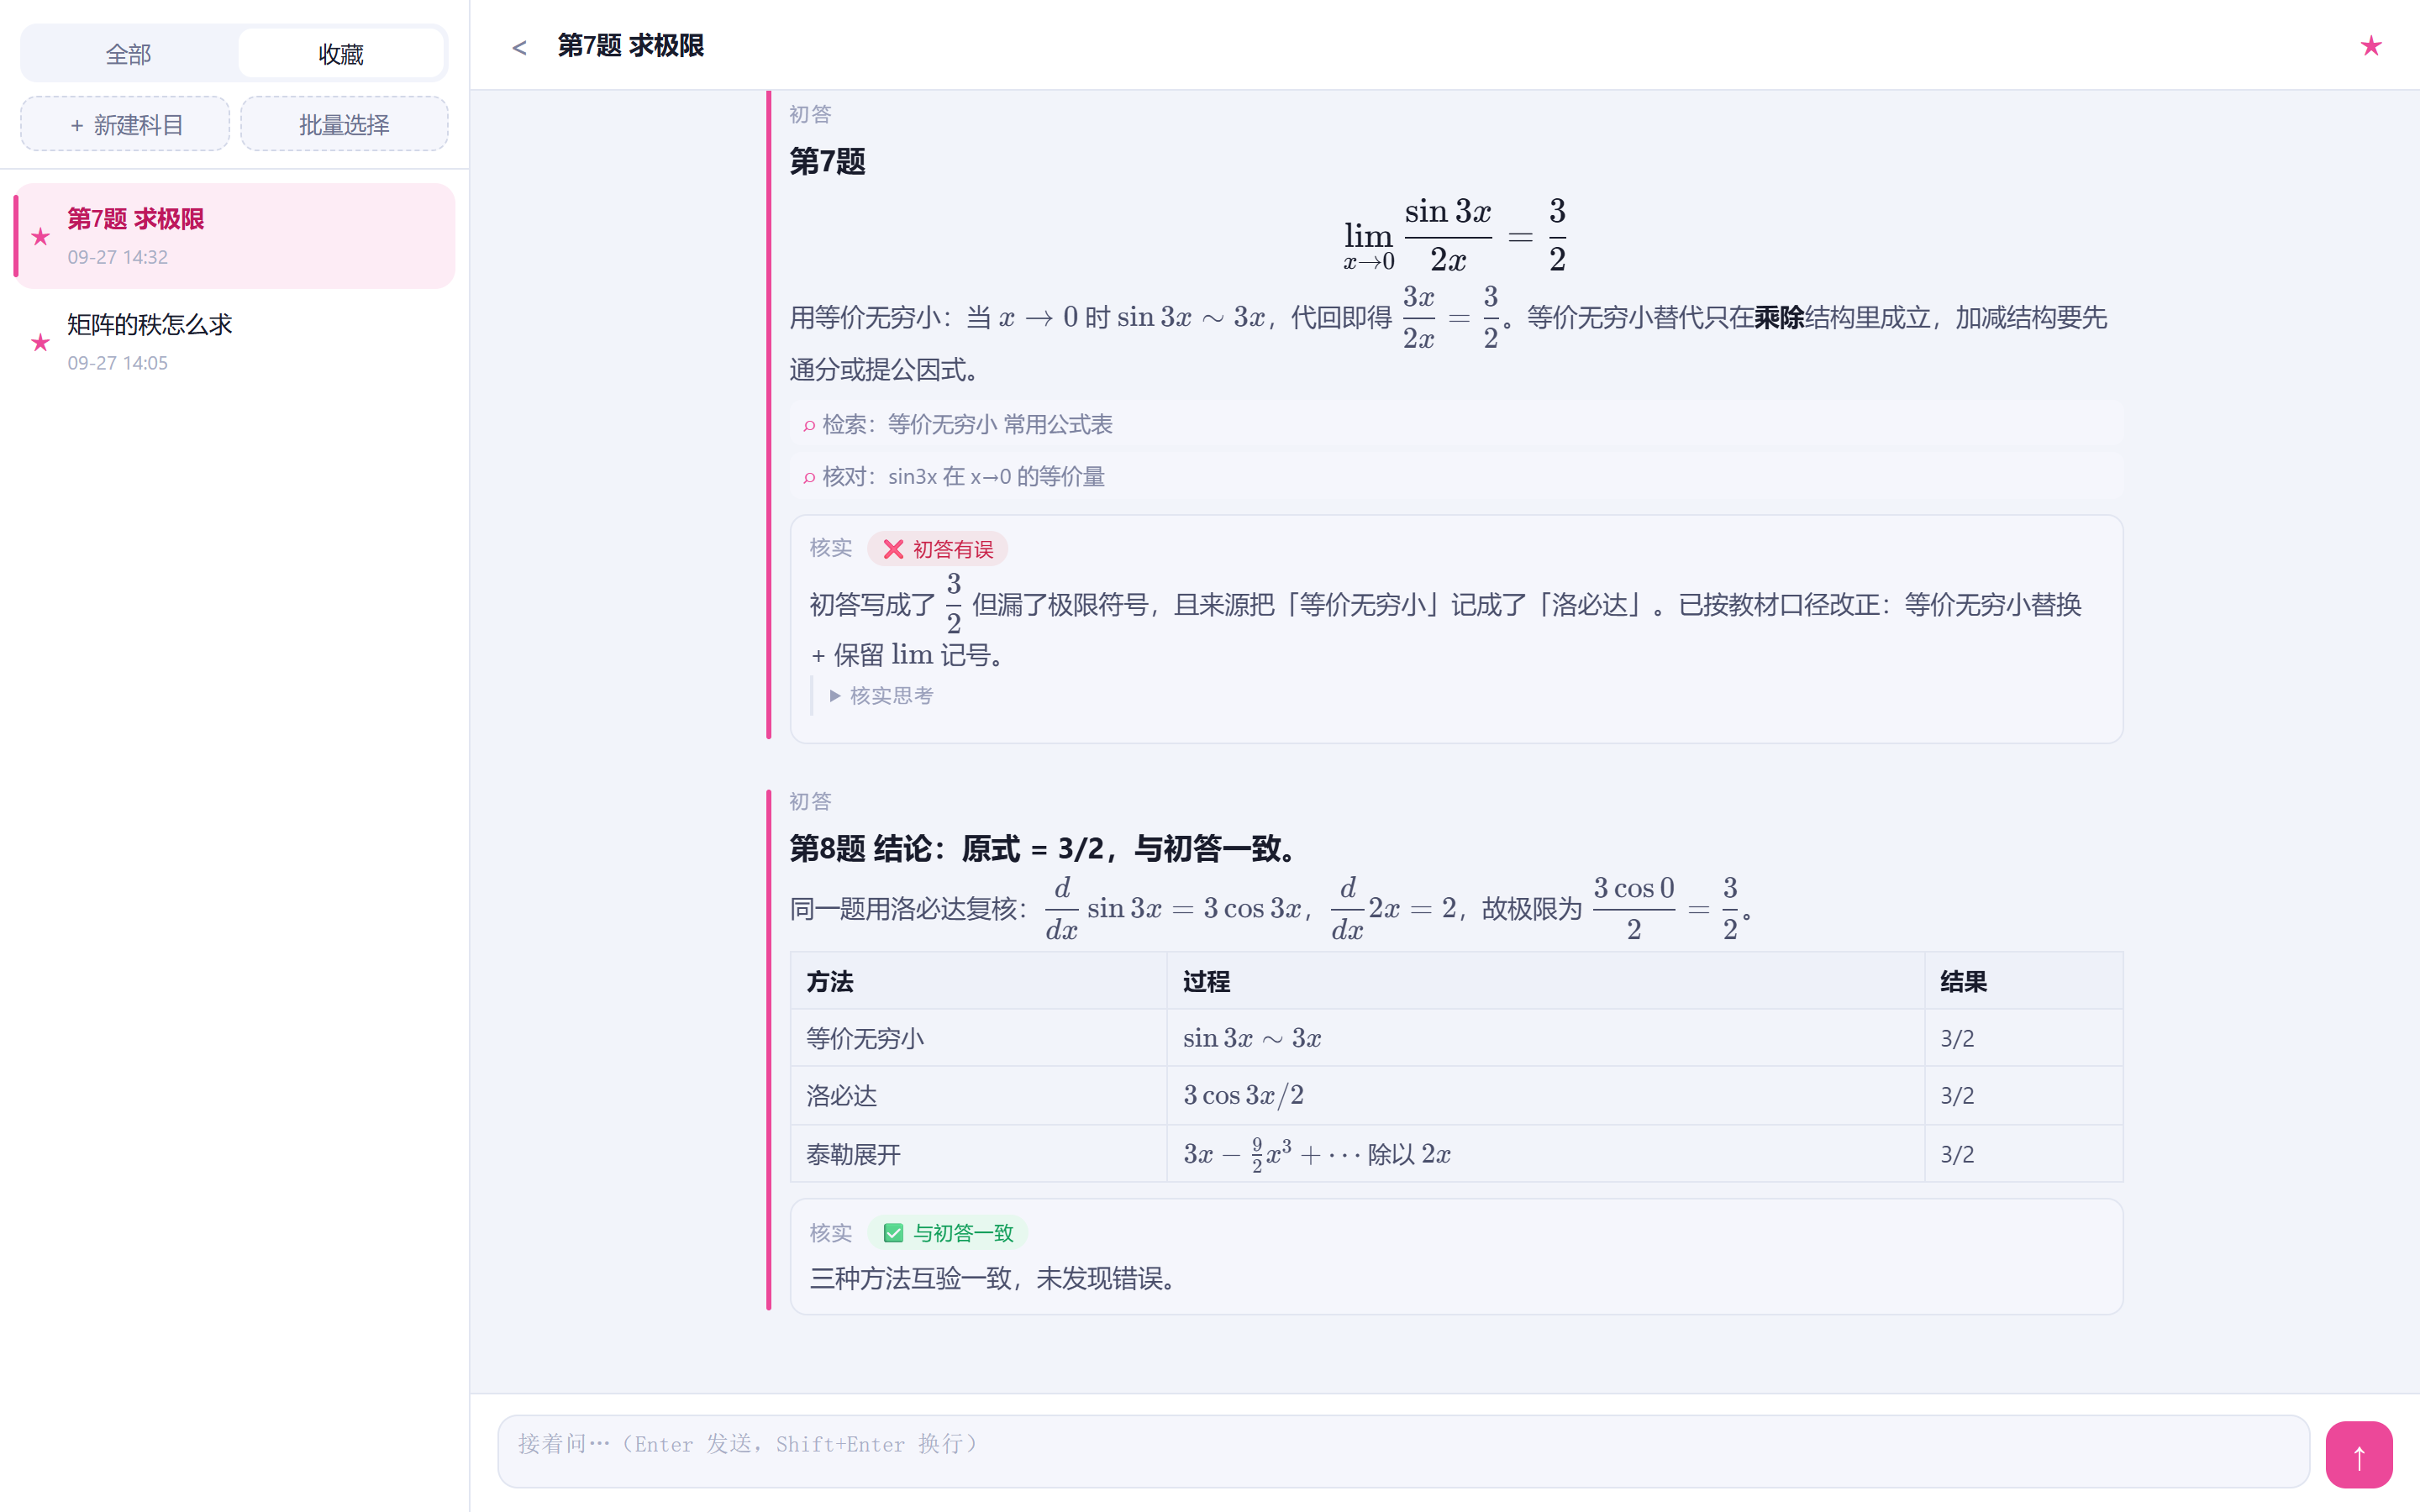 全部
收藏
+ 新建科目
批量选择
★ 第7题 求极限
09-27 14:32
★ 矩阵的秩怎么求
09-27 14:05
< 第7题 求极限 ★
初答
第7题
lim x→0 sin 3x / 2x = 3/2
用等价无穷小：当 x → 0 时 sin 3x ∼ 3x，代回即得 3x/2x = 3/2。等价无穷小替代只在乘除结构里成立，加减结构要先
通分或提公因式。
⌕ 检索：等价无穷小 常用公式表
⌕ 核对：sin3x 在 x→0 的等价量
核实 ❌ 初答有误
初答写成了 3/2 但漏了极限符号，且来源把「等价无穷小」记成了「洛必达」。已按教材口径改正：等价无穷小替换
+ 保留 lim 记号。
▶ 核实思考
初答
第8题 结论：原式 = 3/2，与初答一致。
同一题用洛必达复核：d/dx sin 3x = 3 cos 3x，d/dx 2x = 2，故极限为 3 cos 0 / 2 = 3/2。
方法 过程 结果
等价无穷小 sin 3x ∼ 3x 3/2
洛必达 3 cos 3x/2 3/2
泰勒展开 3x − 9/2 x³ + ⋯ 除以 2x 3/2
核实 ✅ 与初答一致
三种方法互验一致，未发现错误。
接着问…（Enter 发送，Shift+Enter 换行）
↑